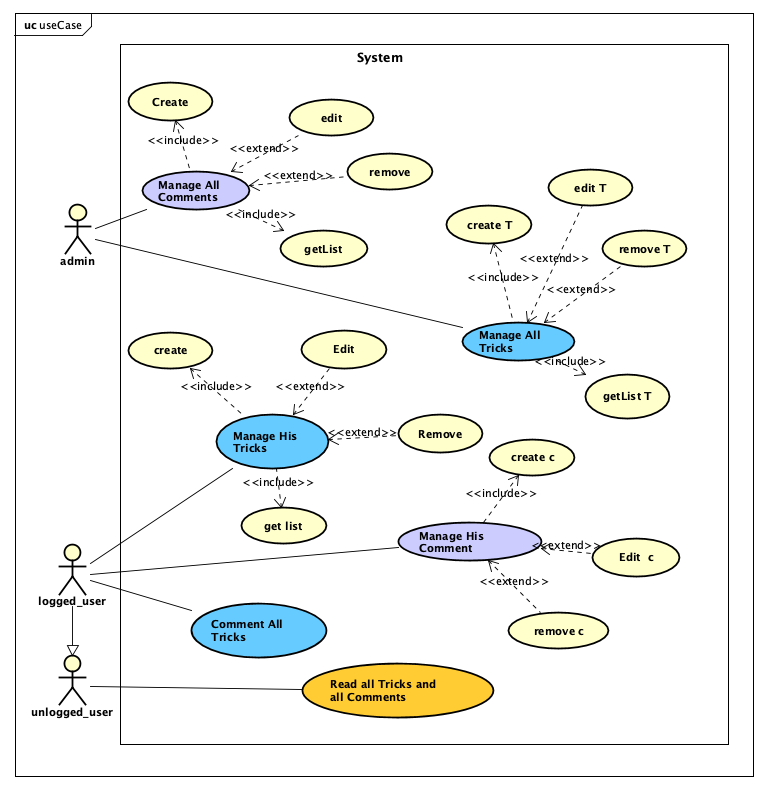 uc useCase
System
Create
edit
<<include>>
<<extend>>
remove
<<extend>>
Manage All
Comments
<<include>>
getList
admin
edit T
create T
remove T
<<extend>>
<<include>>
<<extend>>
Manage All
Tricks
<<include>>
getList T
create
Edit
<<include>>
<<extend>>
Manage His
Tricks
<<extend>>
Remove
<<include>>
get list
create c
<<include>>
Manage His
Comment
<<extend>>
Edit c
<<extend>>
remove c
logged_user
Comment All
Tricks
unlogged_user
Read all Tricks and
all Comments